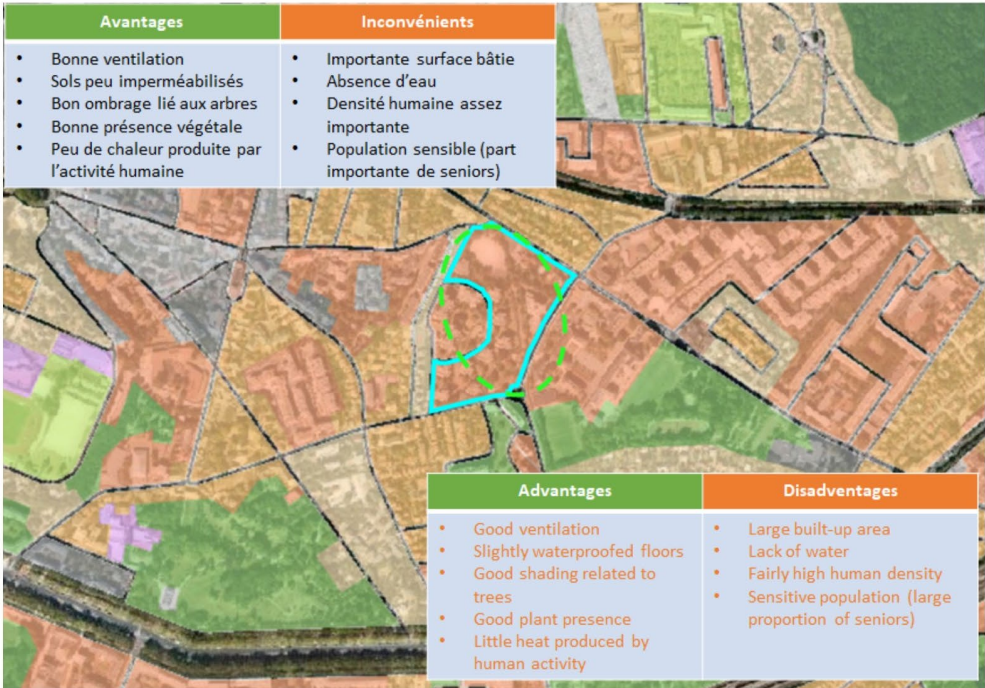 Avantages
Inconvénients
• Bonne ventilation
• Sols peu imperméabilisés
• Bon ombrage lié aux arbres
• Bonne présence végétale
• Peu de chaleur produite par
l'activité humaine
• Importante surface bâtie
• Absence d'eau
• Densité humaine assez
importante
• Population sensible (part
importante de seniors)
Advantages
Disadventages
• Good ventilation
• Slightly waterproofed floors
• Good shading related to
trees
• Good plant presence
• Little heat produced by
human activity
• Large built-up area
• Lack of water
• Fairly high human density
• Sensitive population (large
proportion of seniors)